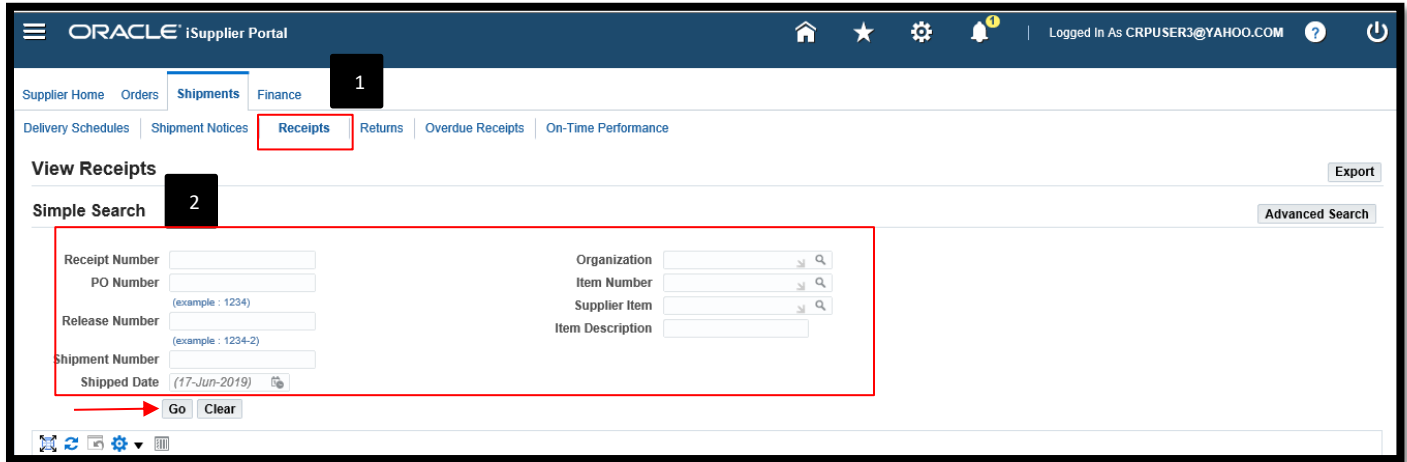 ORACLE iSupplier Portal
1
Logged In As CRPUSER3@YAHOO.COM
?
1
Supplier Home Orders Shipments Finance
Delivery Schedules Shipment Notices Receipts Returns Overdue Receipts On-Time Performance
View Receipts
Export
2
Simple Search
Advanced Search
Receipt Number
PO Number
(example : 1234)
Release Number
(example : 1234-2)
Shipment Number
Shipped Date (17-Jun-2019)
Organization
Item Number
Supplier Item
Item Description
Go Clear